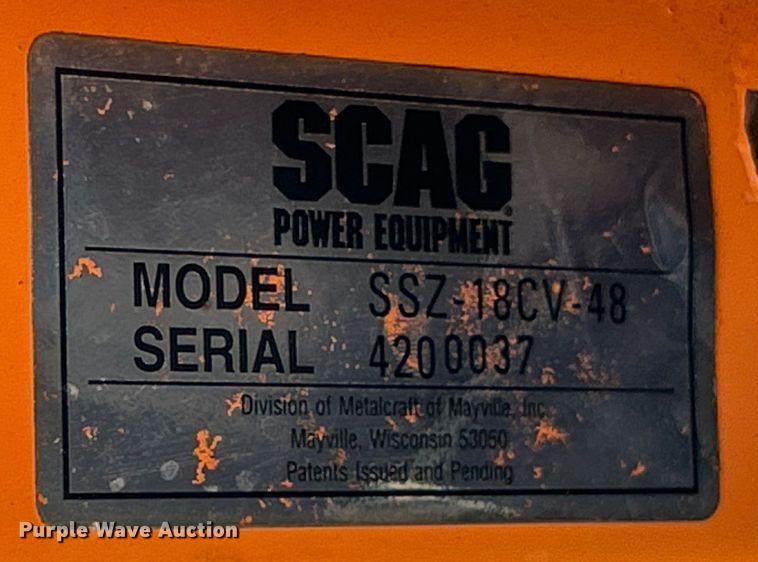 SCAG®
POWER EQUIPMENT
MODEL SSZ-18CV-48
SERIAL 4200037
Division of Metalcraft of Mayville, Inc.
Mayville, Wisconsin 53050
Patents Issued and Pending
Purple Wave Auction